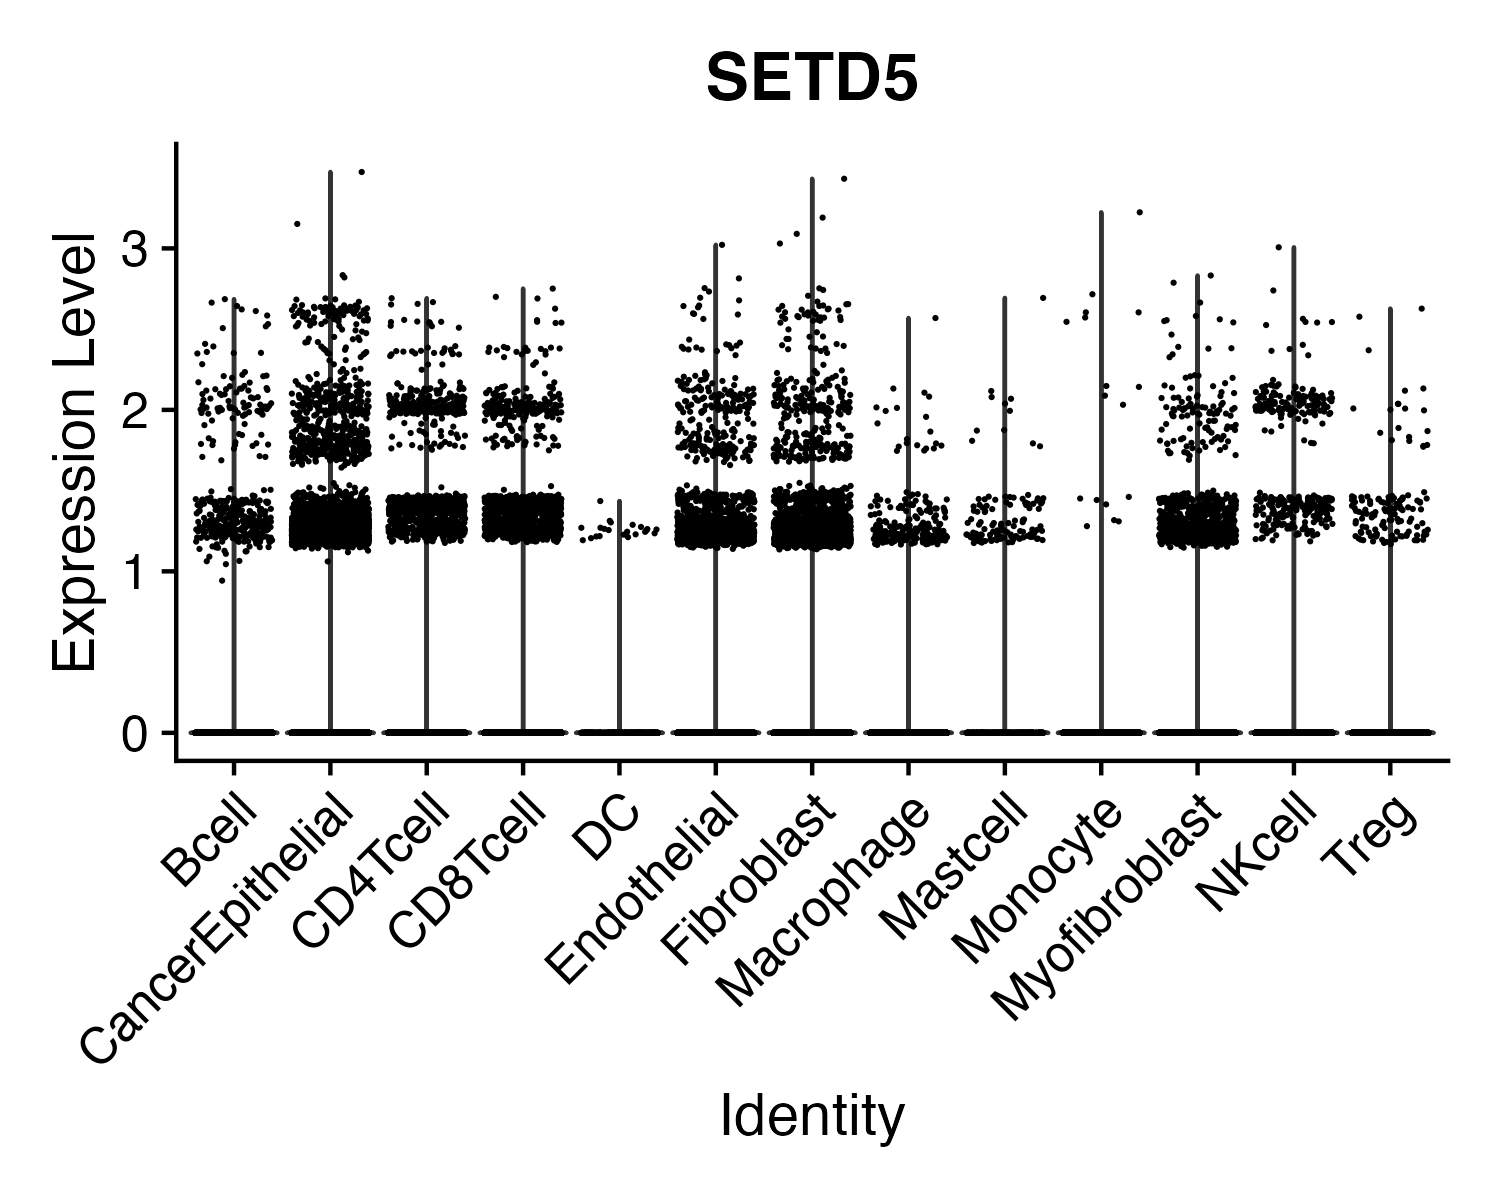 SETD5
Expression Level
3
2
1
0
Bcell
CancerEpithelial
CD4Tcell
CD8Tcell
DC
Endothelial
Fibroblast
Macrophage
Mastcell
Monocyte
Myofibroblast
NKcell
Treg
Identity